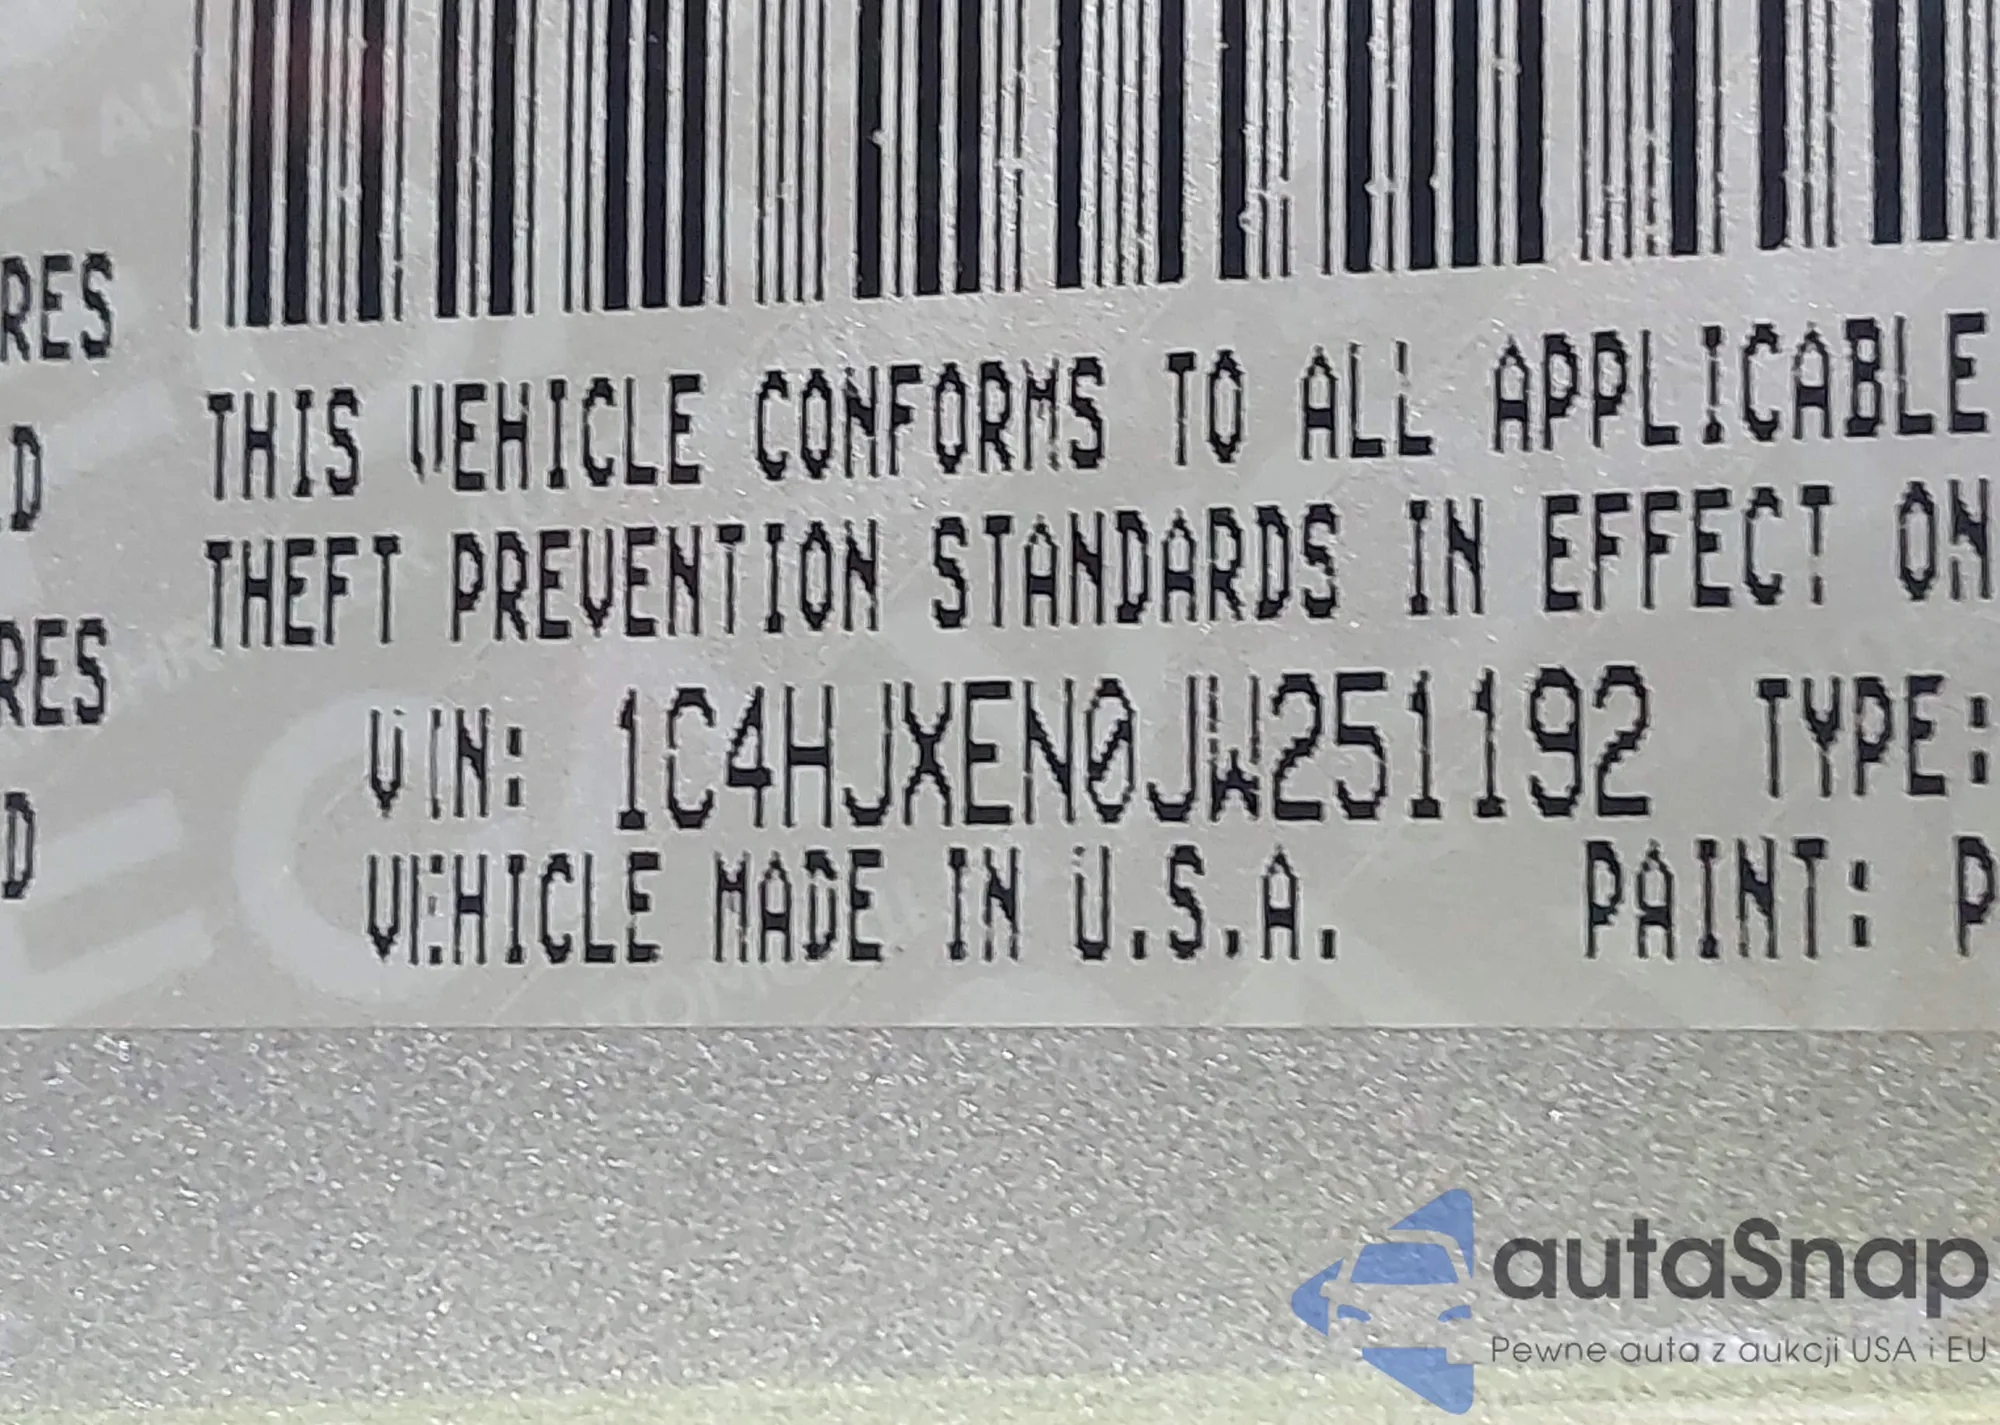 RES
THIS VEHICLE CONFORMS TO ALL APPLICABLE
D
THEFT PREVENTION STANDARDS IN EFFECT ON
RES
VIN: 1C4HJXEN0JW251192 TYPE:
D
VEHICLE MADE IN U.S.A. PAINT: P
autaSnap
Pewne auta z aukcji USA i EU